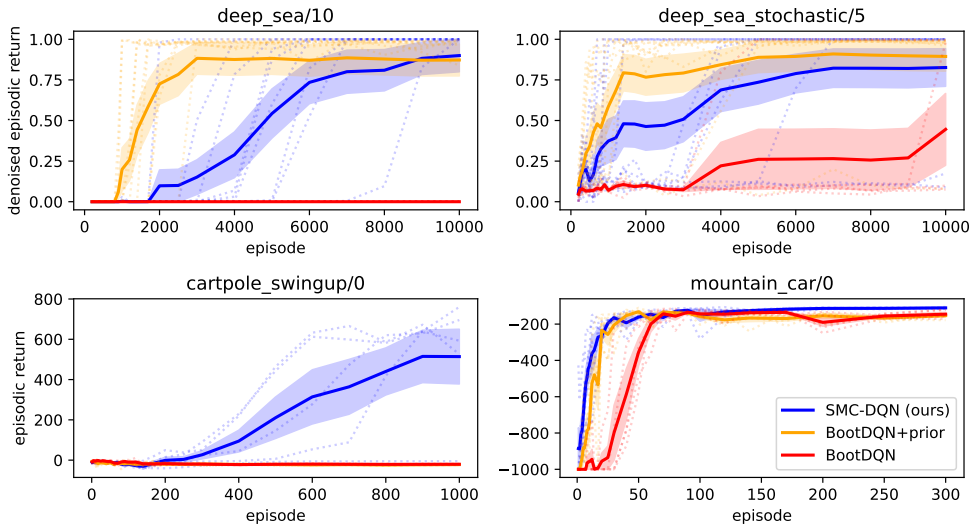 deep_sea/10
deep_sea_stochastic/5
denoised episodic return
1.00
0.75
0.50
0.25
0.00
0 2000 4000 6000 8000 10000
episode
1.00
0.75
0.50
0.25
0.00
0 2000 4000 6000 8000 10000
episode
cartpole_swingup/0
mountain_car/0
episodic return
800
600
400
200
0
0 200 400 600 800 1000
episode
−200
−400
−600
−800
−1000
0 50 100 150 200 250 300
episode
SMC-DQN (ours)
BootDQN+prior
BootDQN